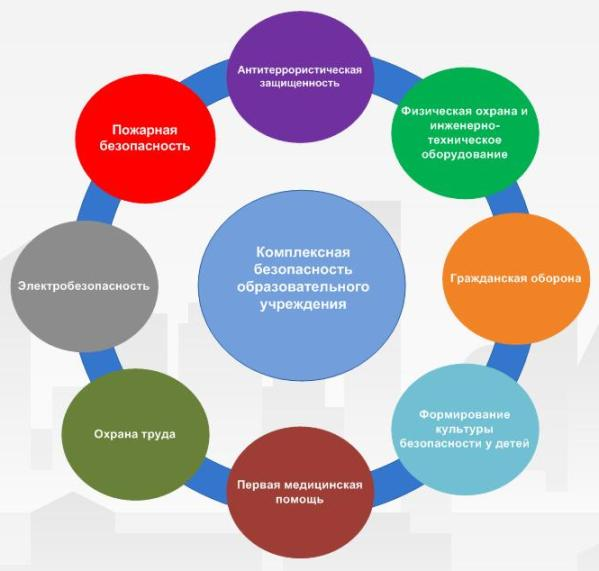 Антитеррористическая
защищенность
Физическая охрана и
инженерно-
техническое
оборудование
Гражданская оборона
Формирование
культуры
безопасности у детей
Первая медицинская
помощь
Охрана труда
Электробезопасность
Пожарная
безопасность
Комплексная
безопасность
образовательного
учреждения